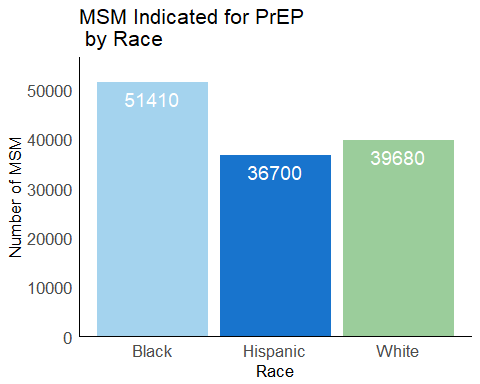 MSM Indicated for PrEP
by Race
Number of MSM
50000
40000
30000
20000
10000
0
51410
36700
39680
Black
Hispanic
White
Race